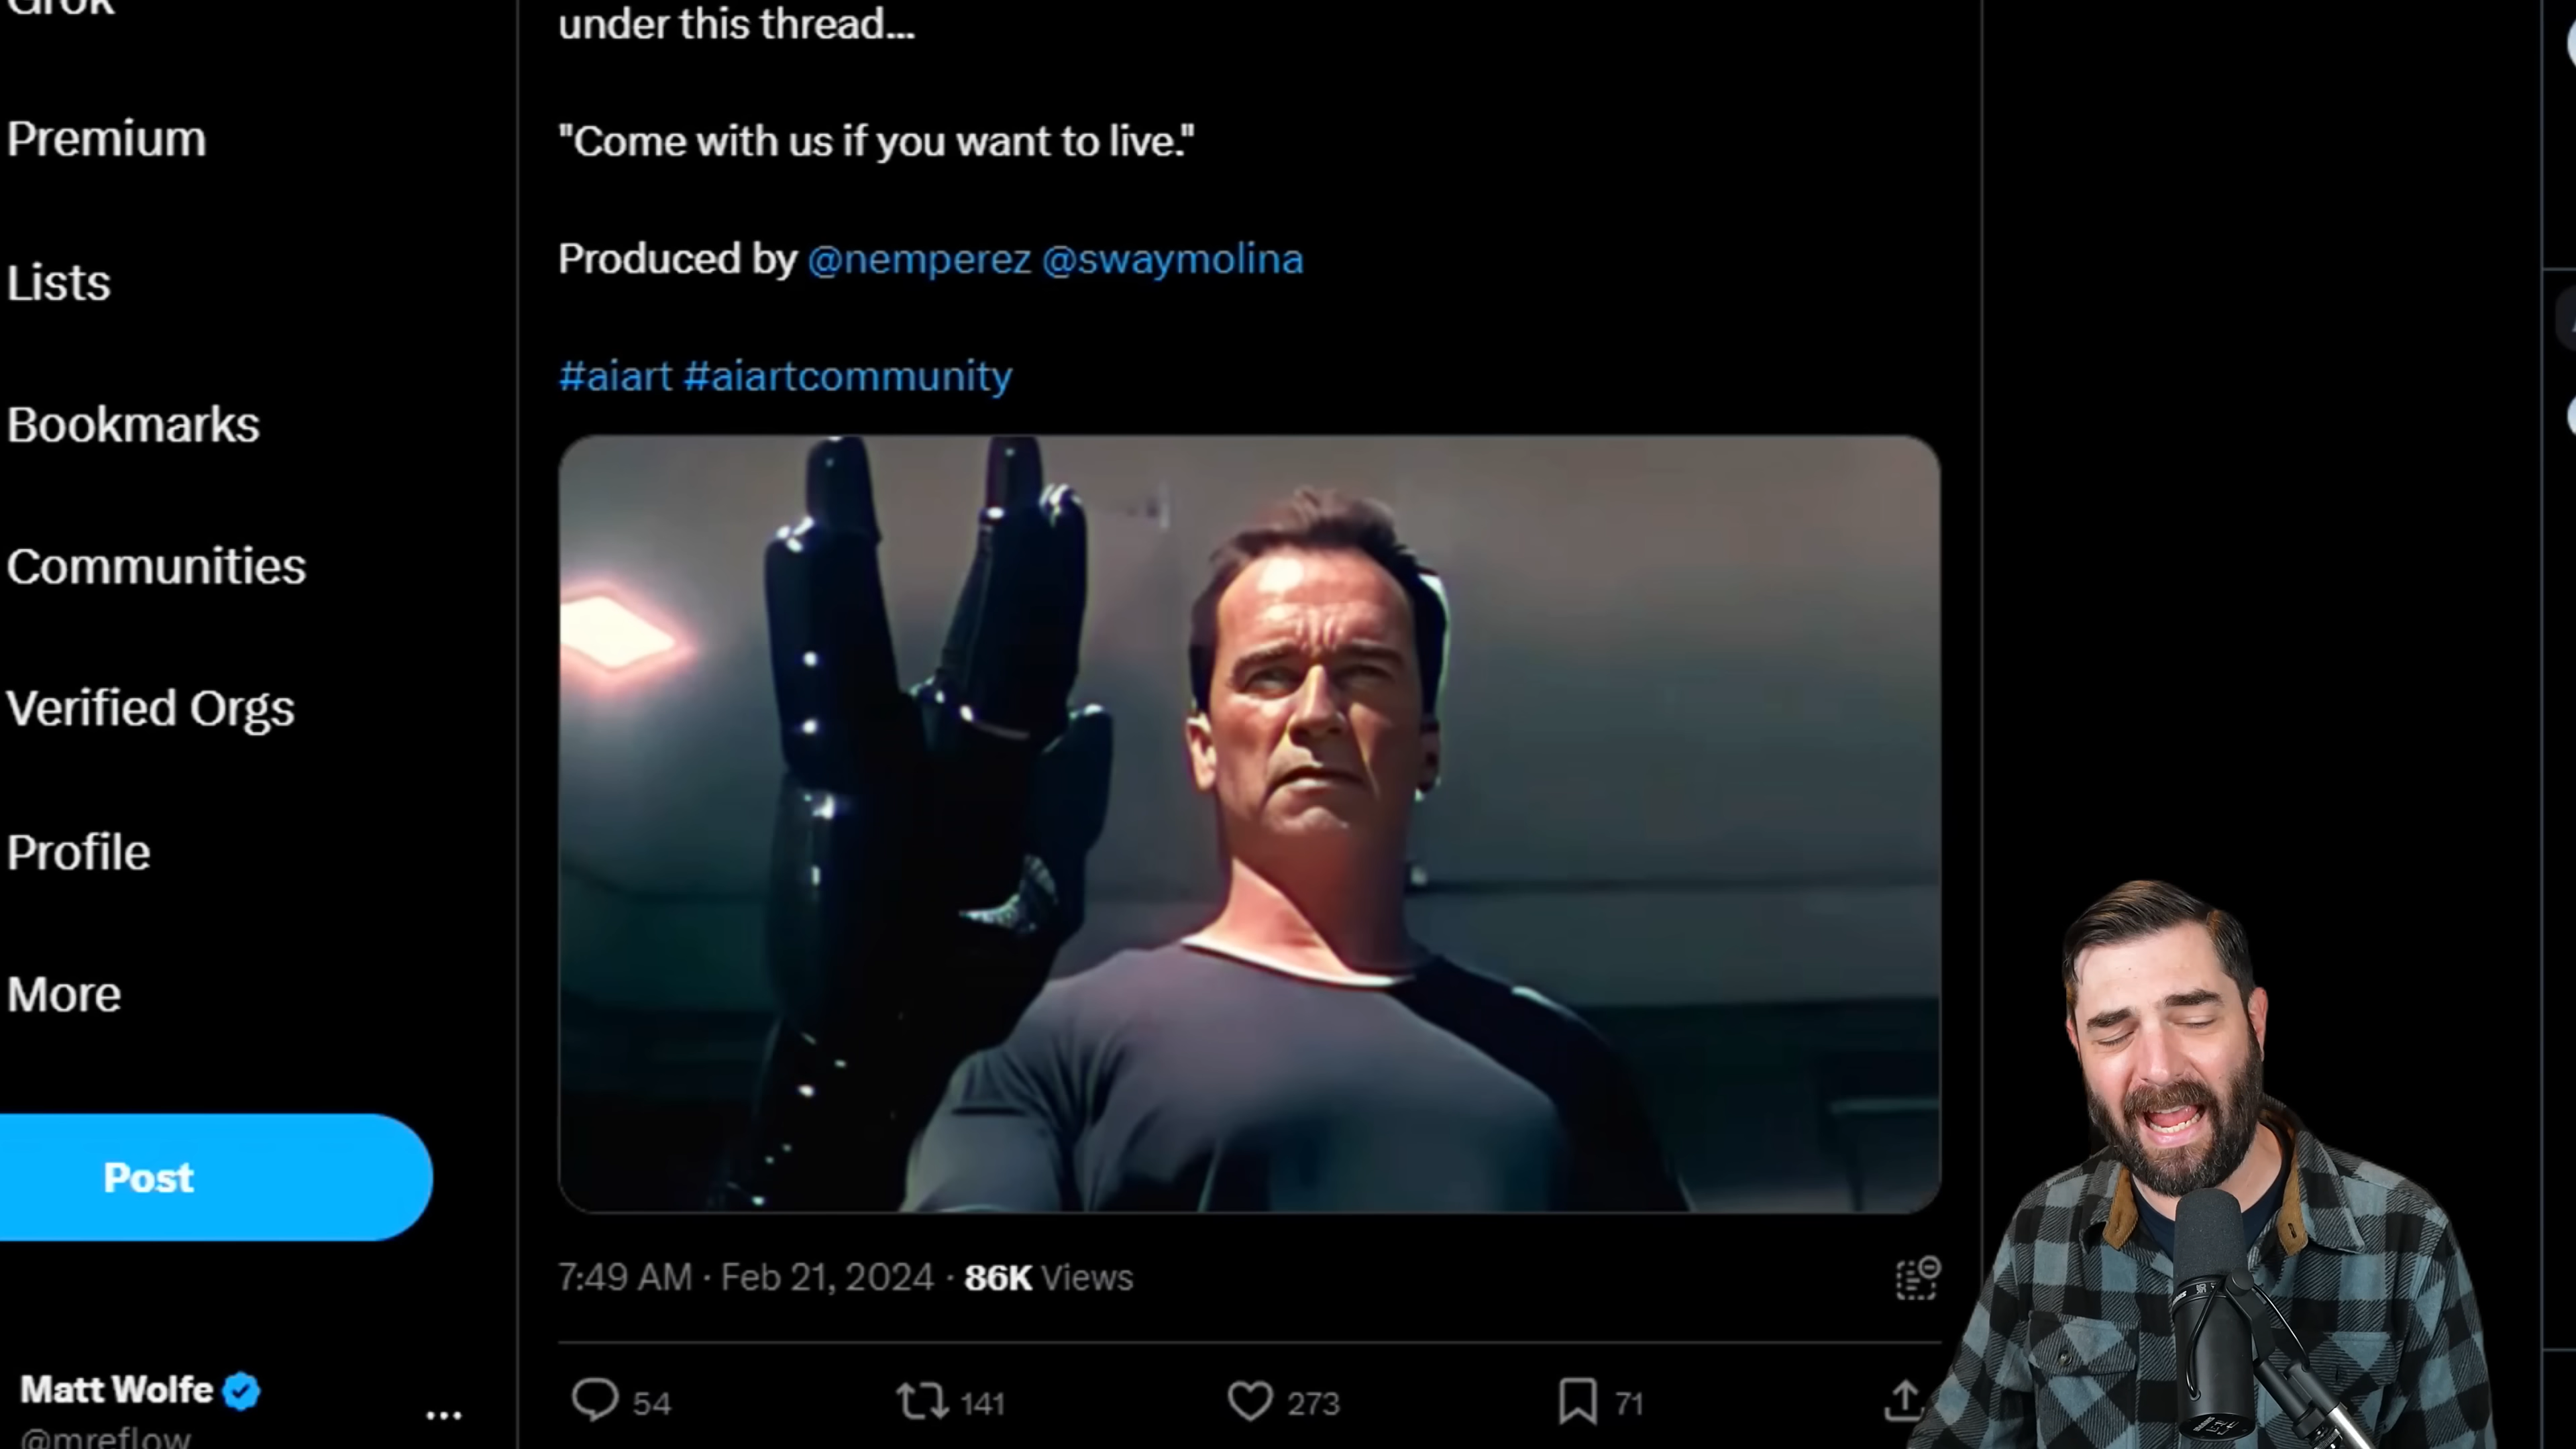 Grok
Premium
Lists
Bookmarks
Communities
Verified Orgs
Profile
More
Post
Matt Wolfe
@mreflow
under this thread...
"Come with us if you want to live."
Produced by @nemperez @swaymolina
#aiart #aiartcommunity
7:49 AM · Feb 21, 2024 · 86K Views
54 141 273 71